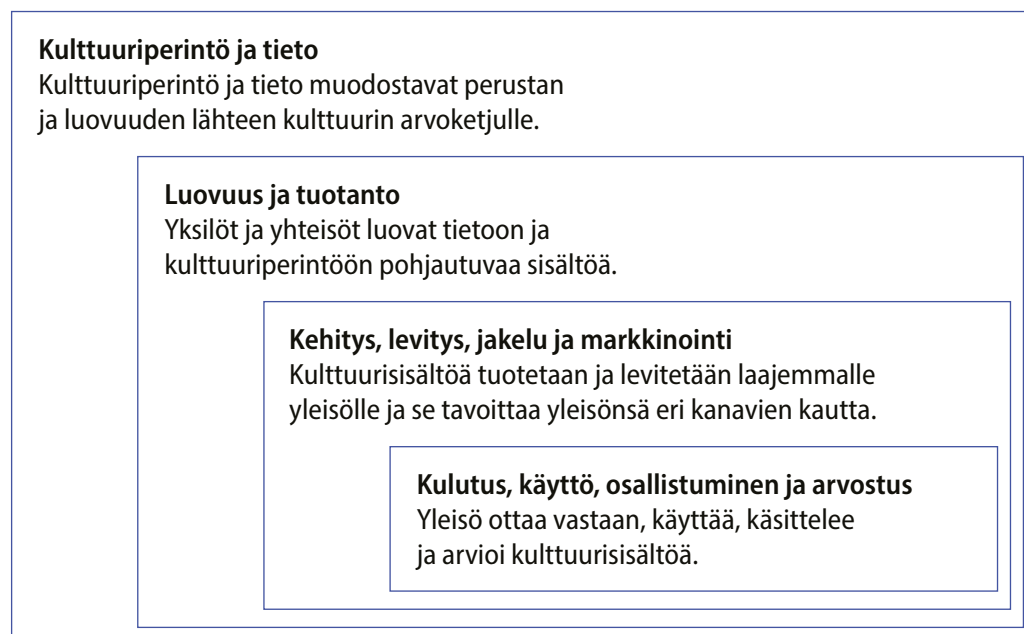 Kulttuuriperintö ja tieto
Kulttuuriperintö ja tieto muodostavat perustan
ja luovuuden lähteen kulttuurin arvoketjulle.
Luovuus ja tuotanto
Yksilöt ja yhteisöt luovat tietoon ja
kulttuuriperintöön pohjautuvaa sisältöä.
Kehitys, levitys, jakelu ja markkinointi
Kulttuurisisältöä tuotetaan ja levitetään laajemmalle
yleisölle ja se tavoittaa yleisönsä eri kanavien kautta.
Kulutus, käyttö, osallistuminen ja arvostus
Yleisö ottaa vastaan, käyttää, käsittelee
ja arvioi kulttuurisisältöä.